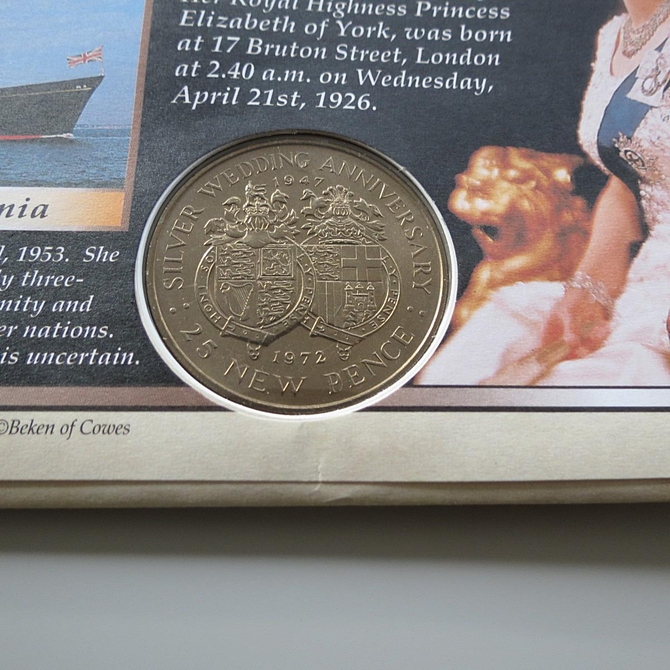 Her Royal Highness Princess
Elizabeth of York, was born
at 17 Bruton Street, London
at 2.40 a.m. on Wednesday,
April 21st, 1926.
nia
, 1953. She
y three-
nity and
er nations.
is uncertain.
SILVER WEDDING ANNIVERSARY
1947
1972
· 25 NEW PENCE ·
©Beken of Cowes